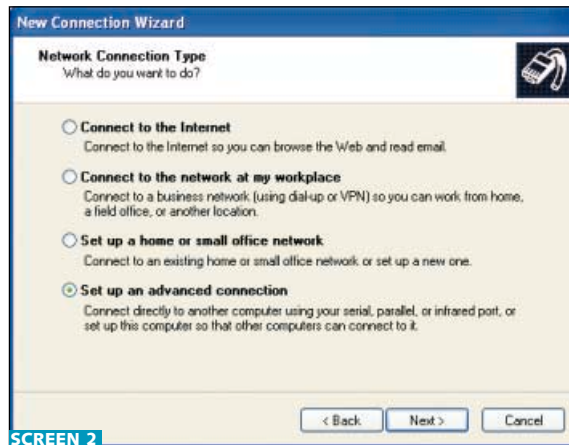 New Connection Wizard
Network Connection Type
What do you want to do?
Connect to the Internet
Connect to the Internet so you can browse the Web and read email.
Connect to the network at my workplace
Connect to a business network (using dial-up or VPN) so you can work from home,
a field office, or another location.
Set up a home or small office network
Connect to an existing home or small office network or set up a new one.
Set up an advanced connection
Connect directly to another computer using your serial, parallel, or infrared port, or
set up this computer so that other computers can connect to it.
< Back Next > Cancel
SCREEN 2